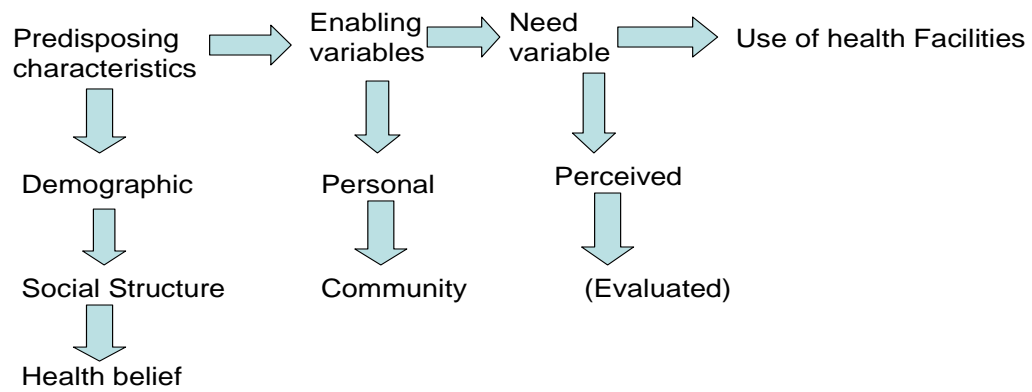 Predisposing
characteristics
Enabling
variables
Need
variable
Use of health Facilities
Demographic
Personal
Perceived
Social Structure
Community
(Evaluated)
Health belief